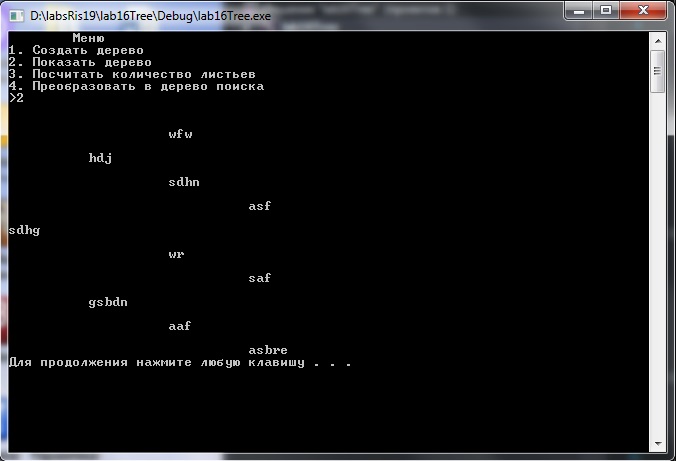 D:\labsRis19\lab16Tree\Debug\lab16Tree.exe
Меню
1. Создать дерево
2. Показать дерево
3. Посчитать количество листьев
4. Преобразовать в дерево поиска
>2
wfw
hdj
sdhn
asf
sdhg
wr
saf
gsbdn
aaf
asbre
Для продолжения нажмите любую клавишу . . .